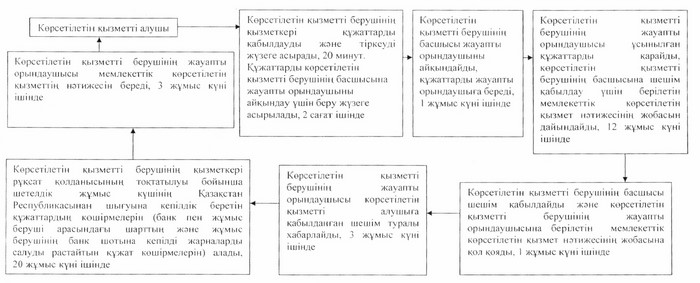 Көрсетілетін қызметті алушы
Көрсетілетін қызметті берушінің жауапты
орындаушысы мемлекеттік көрсетілетін
қызметтің нәтижесін береді, 3 жұмыс күні
ішінде
Көрсетілетін қызметті берушінің
қызметкері құжаттарды
қабылдауды және тіркеуді
жүзеге асырады, 20 минут.
Құжаттарды көрсетілетін
қызметті берушінің басшысына
жауапты орындаушыны
айқындау үшін беру жүзеге
асырылады, 2 сағат ішінде
Көрсетілетін
қызметті берушінің
басшысы жауапты
орындаушыны
айқындайды,
құжаттарды жауапты
орындаушыға береді,
1 жұмыс күні ішінде
Көрсетілетін қызметті
берушінің жауапты
орындаушысы ұсынылған
құжаттарды қарайды,
көрсетілетін қызметті
берушінің басшысына шешім
қабылдау үшін берілетін
мемлекеттік көрсетілетін
қызмет нәтижесінің жобасын
дайындайды, 12 жұмыс күні
ішінде
Көрсетілетін қызметті берушінің басшысы
шешім қабылдайды және көрсетілетін
қызметті берушінің жауапты
орындаушысына берілетін мемлекеттік
көрсетілетін қызмет нәтижесінің жобасына
қол қояды, 1 жұмыс күні ішінде
Көрсетілетін қызметті
берушінің жауапты
орындаушысы көрсетілетін
қызметті алушыға
қабылданған шешім туралы
хабарлайды, 3 жұмыс күні
ішінде
Көрсетілетін қызметті берушінің қызметкері
рұқсат қолданысының тоқтатылуы бойынша
шетелдік жұмыс күшінің Қазақстан
Республикасынан шығуына кепілдік беретін
құжаттардың көшірмелерін (банк пен жұмыс
беруші арасындағы шарттың және жұмыс
берушінің банк шотына кепілді жарналарды
салуды растайтын құжат көшірмелерін) алады,
20 жұмыс күні ішінде